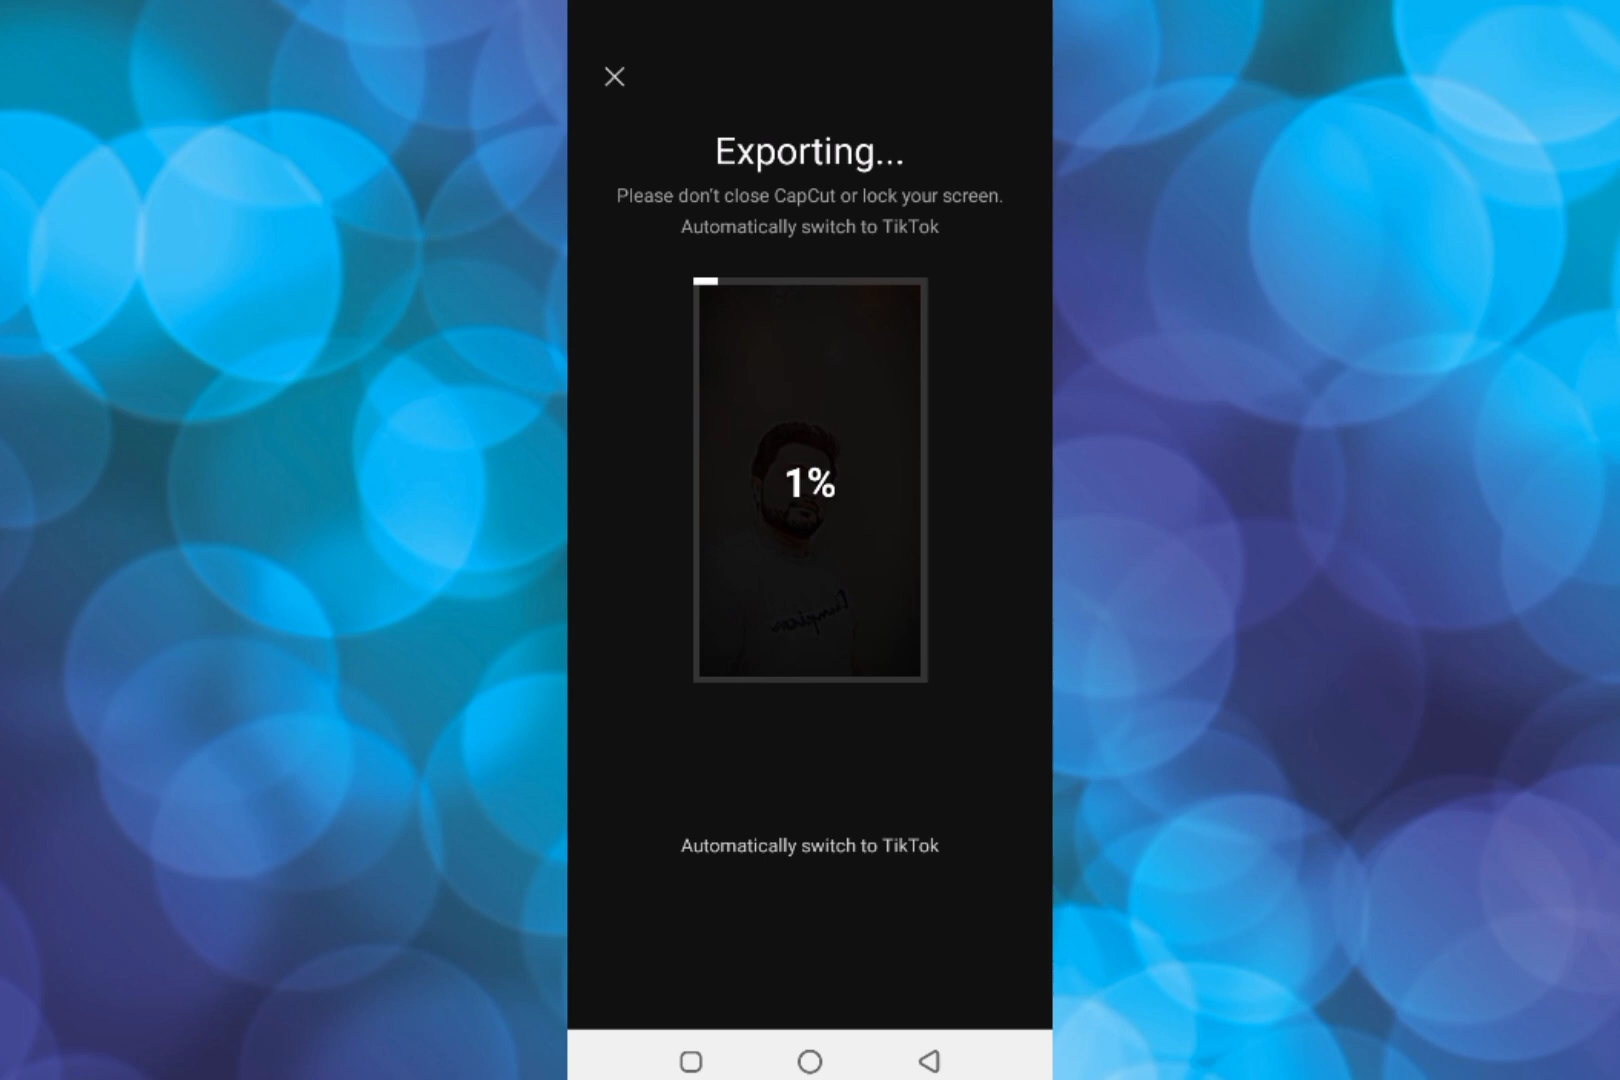 Exporting...
Please don't close CapCut or lock your screen.
Automatically switch to TikTok
1%
Automatically switch to TikTok